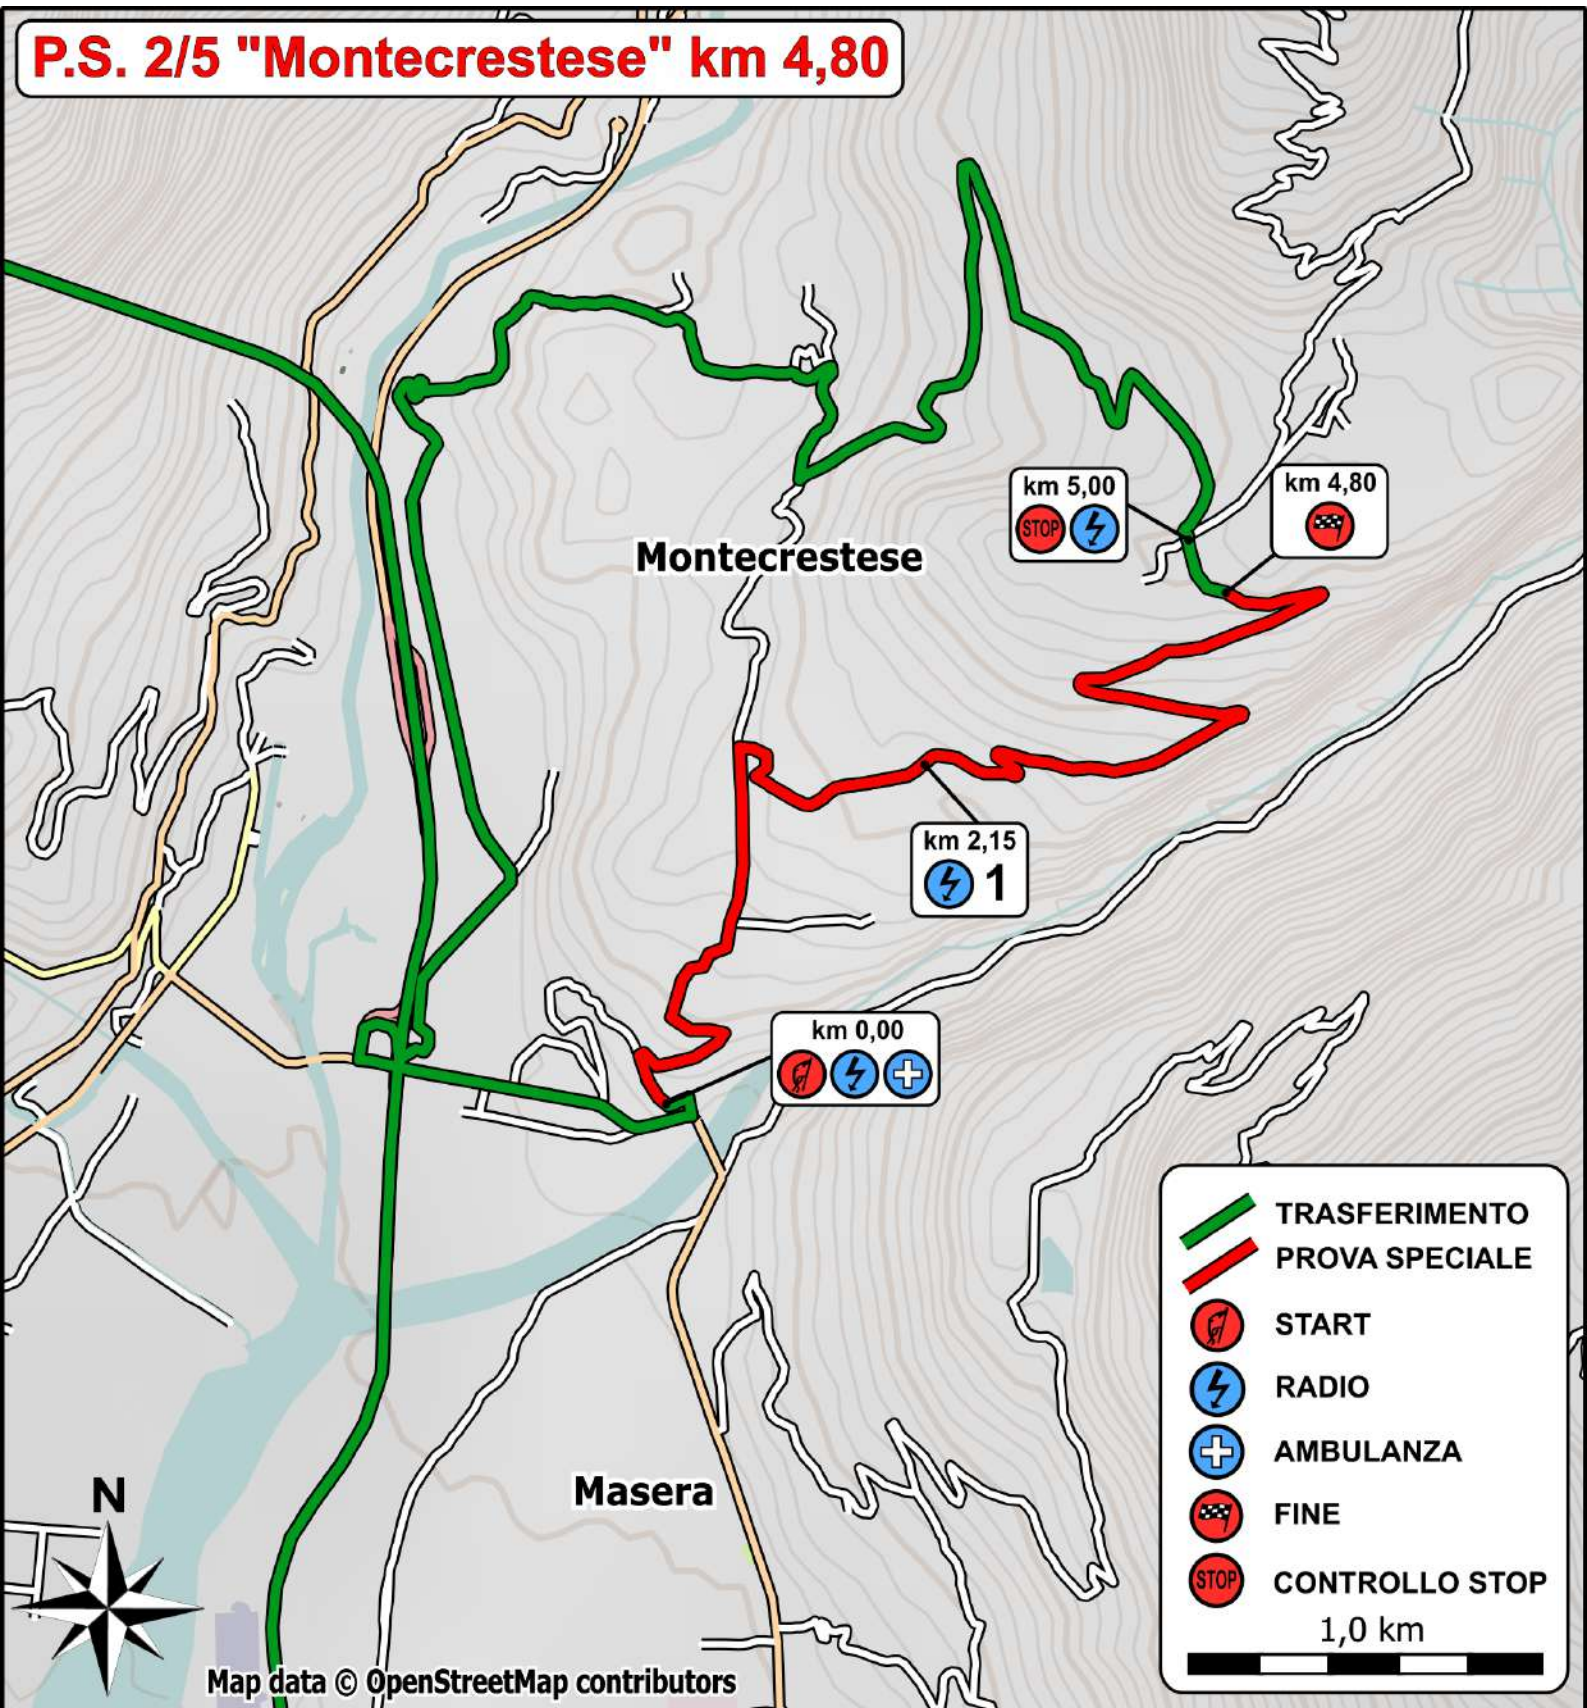 P.S. 2/5 "Montecrestese" km 4,80
km 5,00
STOP
km 4,80
Montecrestese
km 2,15
1
km 0,00
TRASFERIMENTO
PROVA SPECIALE
START
RADIO
AMBULANZA
FINE
STOP CONTROLLO STOP
1,0 km
Masera
N
Map data © OpenStreetMap contributors